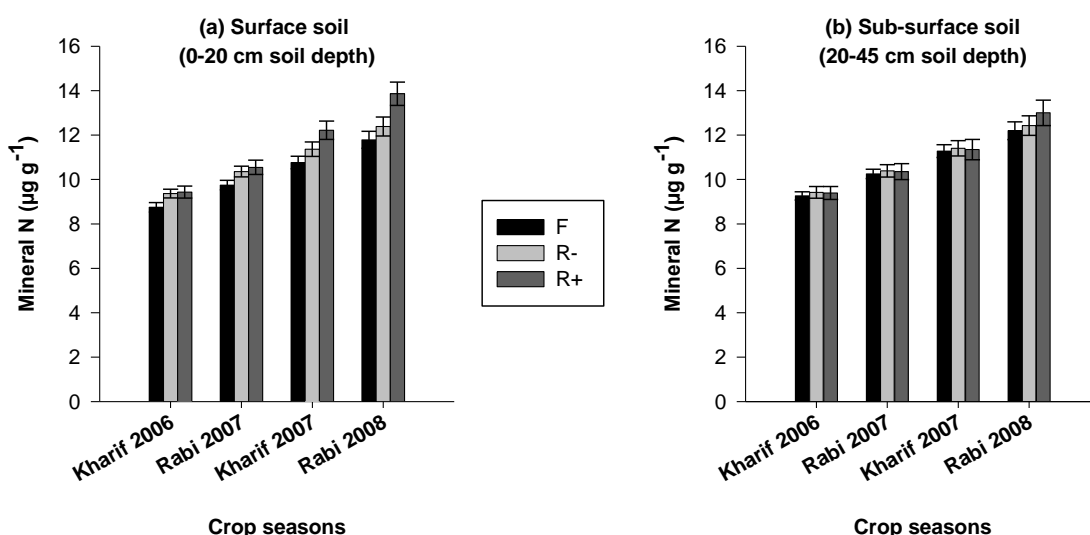 (a) Surface soil
(0-20 cm soil depth)
Mineral N (µg g⁻¹)
16
14
12
10
8
6
4
2
0
Kharif 2006
Rabi 2007
Kharif 2007
Rabi 2008
Crop seasons
F
R-
R+
(b) Sub-surface soil
(20-45 cm soil depth)
Mineral N (µg g⁻¹)
16
14
12
10
8
6
4
2
0
Kharif 2006
Rabi 2007
Kharif 2007
Rabi 2008
Crop seasons